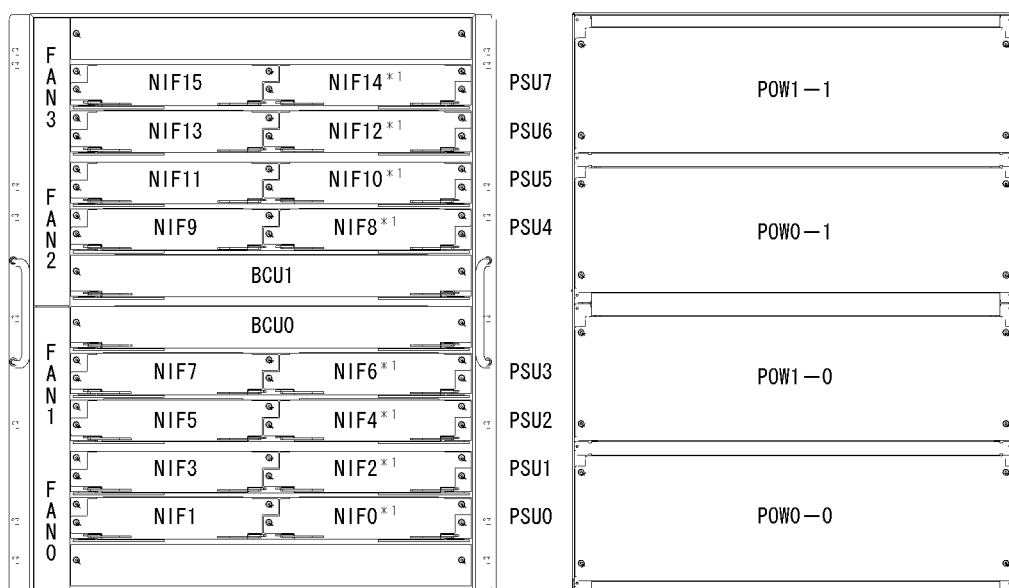 FAN3
NIF15 NIF14*1 PSU7
NIF13 NIF12*1 PSU6
FAN2
NIF11 NIF10*1 PSU5
NIF9 NIF8*1 PSU4
BCU1
BCU0
FAN1
NIF7 NIF6*1 PSU3
NIF5 NIF4*1 PSU2
FAN0
NIF3 NIF2*1 PSU1
NIF1 NIF0*1 PSU0
POW1-1
POW0-1
POW1-0
POW0-0